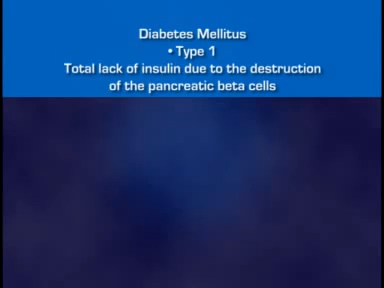 Diabetes Mellitus
• Type 1
Total lack of insulin due to the destruction
of the pancreatic beta cells